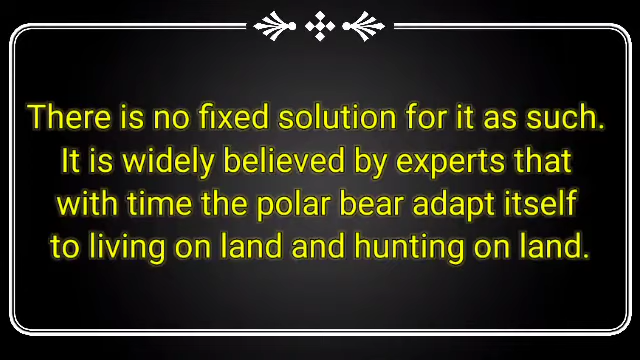 There is no fixed solution for it as such.
It is widely believed by experts that
with time the polar bear adapt itself
to living on land and hunting on land.